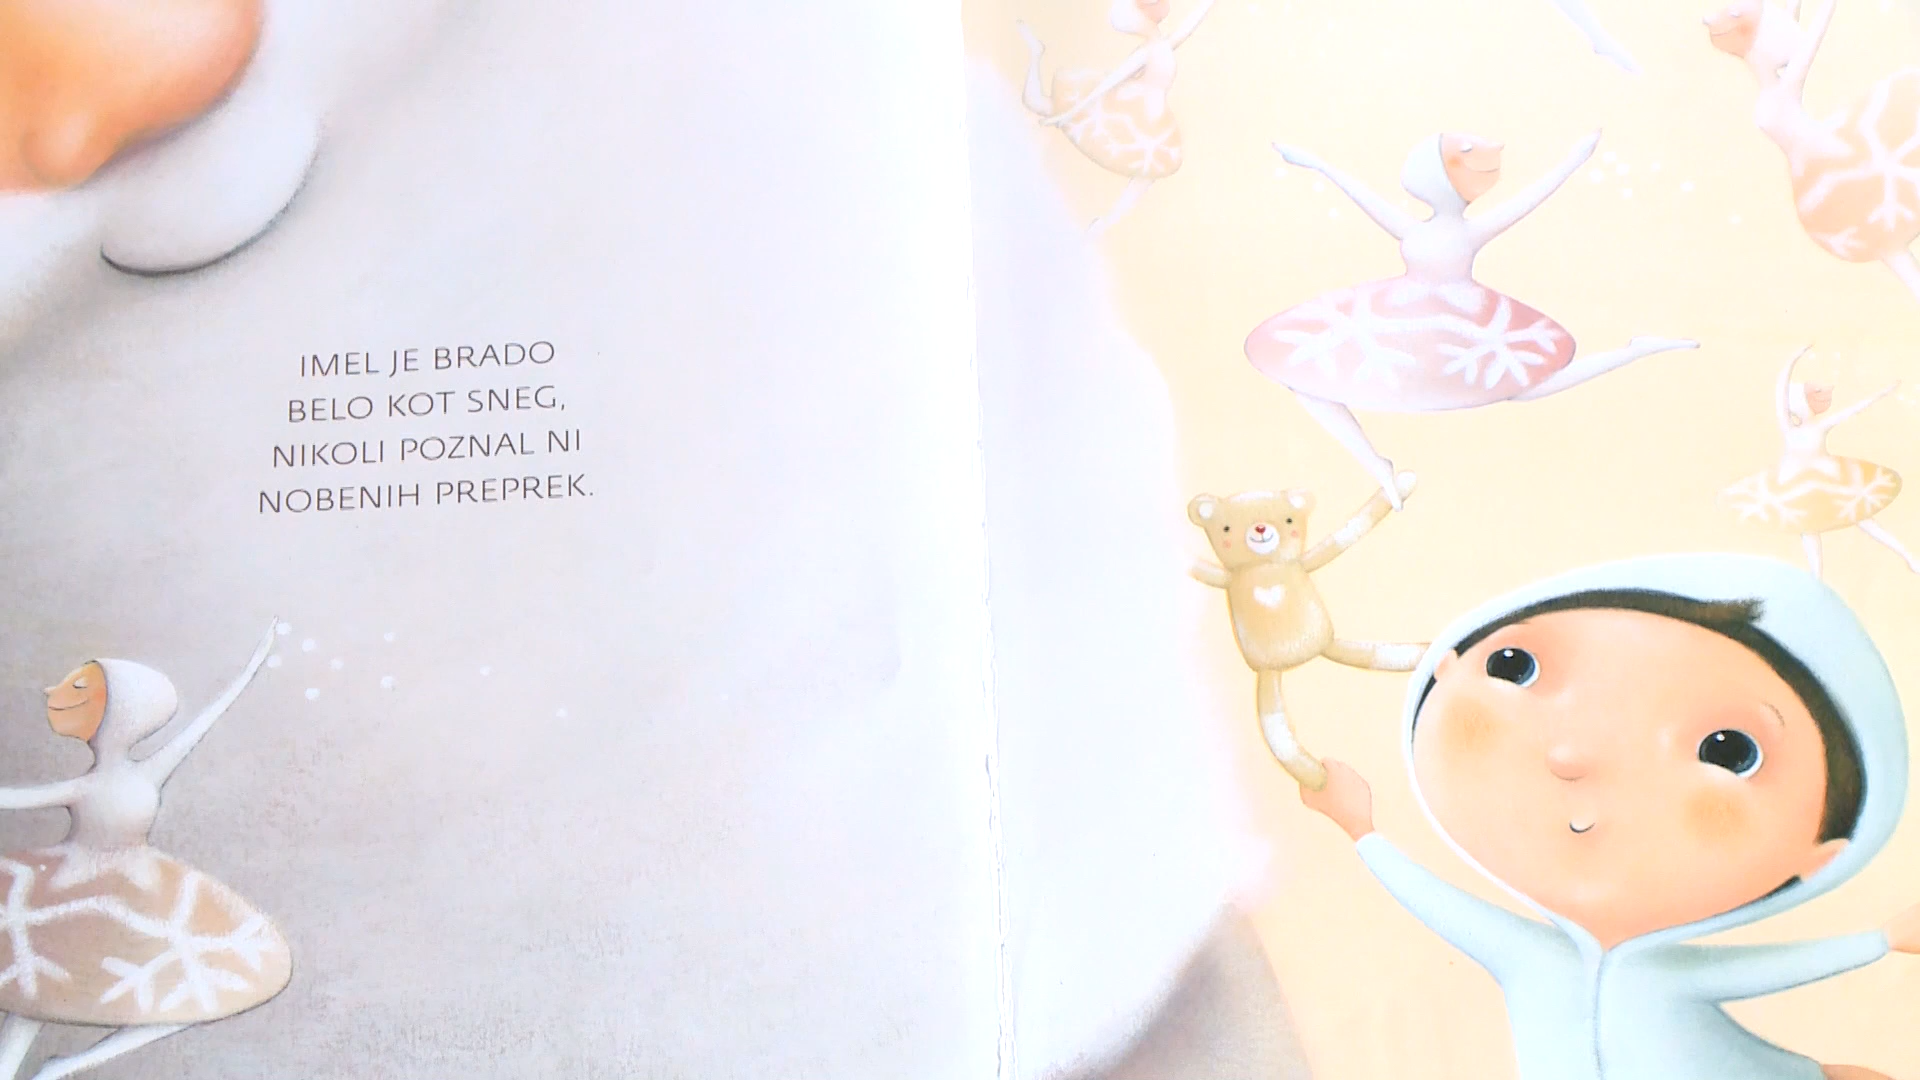 IMEL JE BRADO
BELO KOT SNEG,
NIKOLI POZNAL NI
NOBENIH PREPREK.